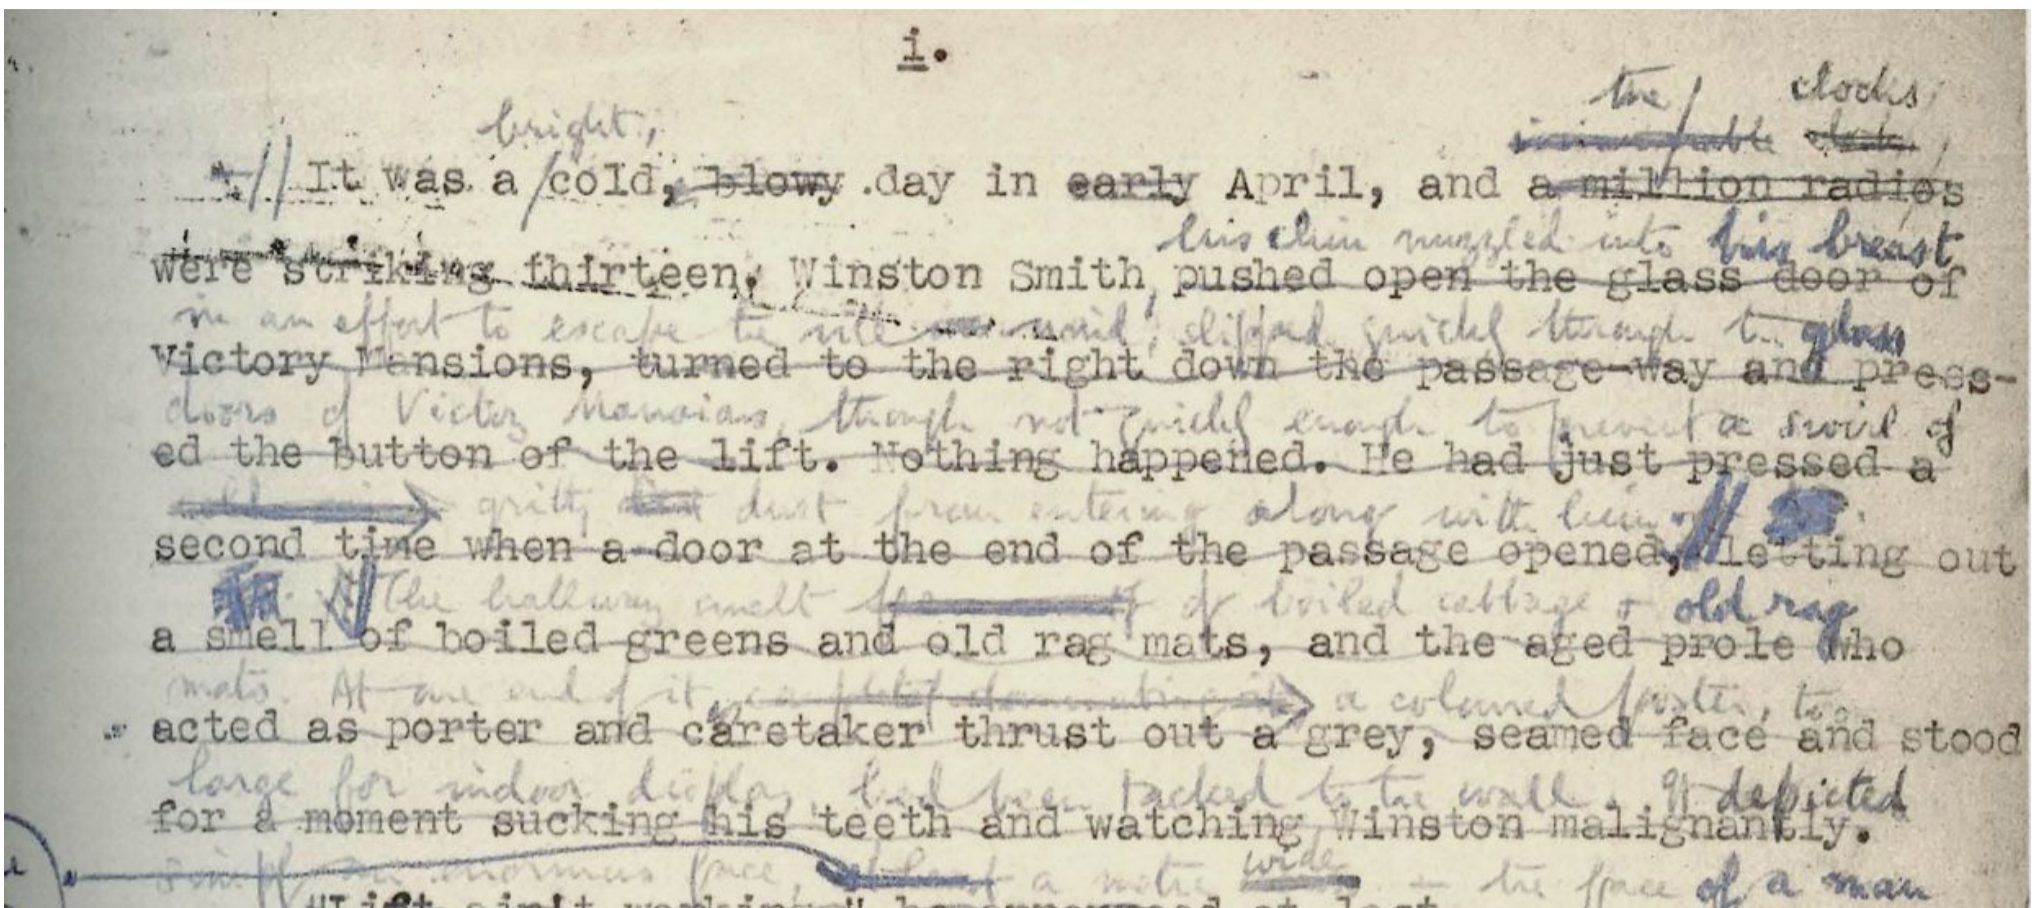 i.
the clocks,
bright,
It was a cold, blowy day in early April, and a million radios
his chin nuzzled into his breast
were striking thirteen. Winston Smith pushed open the glass door of
in an effort to escape the vile wind, slipped quickly through the glass
Victory Mansions, turned to the right down the passage-way and press-
doors of Victory Mansions, though not quickly enough to prevent a swirl of
ed the button of the lift. Nothing happened. He had just pressed a
gritty dust from entering along with him.
second time when a door at the end of the passage opened, letting out
The hallway smelt of boiled cabbage & old rag
a smell of boiled greens and old rag mats, and the aged prole who
mats. At one end of it, a coloured poster, too
acted as porter and caretaker thrust out a grey, seamed face and stood
large for indoor display, had been tacked to the wall. It depicted
for a moment sucking his teeth and watching Winston malignantly.
simply an enormous face, a metre wide – the face of a man
"Lift ain't working," he announced at last.